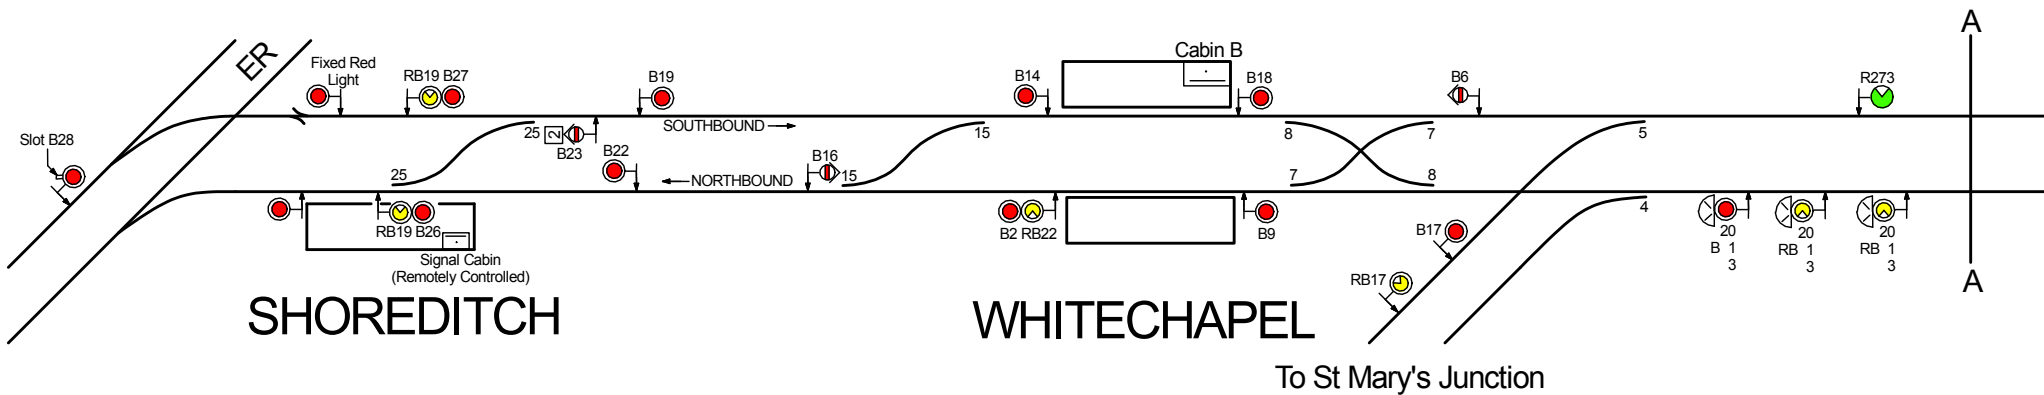 ER
Fixed Red
Light
RB19 B27
B19
B14
Cabin B
B18
B6
R273
A
Slot B28
25
2
B23
SOUTHBOUND
15
8
7
5
B22
B16
25
NORTHBOUND
15
7
8
4
RB19 B26
B2 RB22
B9
B17
20
B 1
3
20
RB 1
3
20
RB 1
3
Signal Cabin
(Remotely Controlled)
RB17
A
SHOREDITCH
WHITECHAPEL
To St Mary's Junction